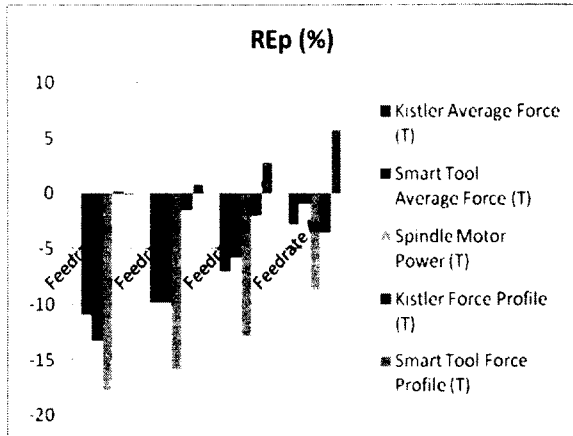 REp (%)
10
5
0
-5
-10
-15
-20
Feedrate
Kistler Average Force
(T)
Smart Tool
Average Force (T)
Spindle Motor
Power (T)
Kistler Force Profile
(T)
Smart Tool Force
Profile (T)